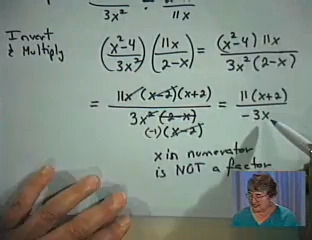 3x² 11x
Invert & Multiply (x²-4 / 3x²) (11x / 2-x) = (x²-4) 11x / 3x² (2-x)
= 11x (x-2)(x+2) / 3x² (2-x) (-1)(x-2) = 11(x+2) / -3x
x in numerator
is NOT a factor